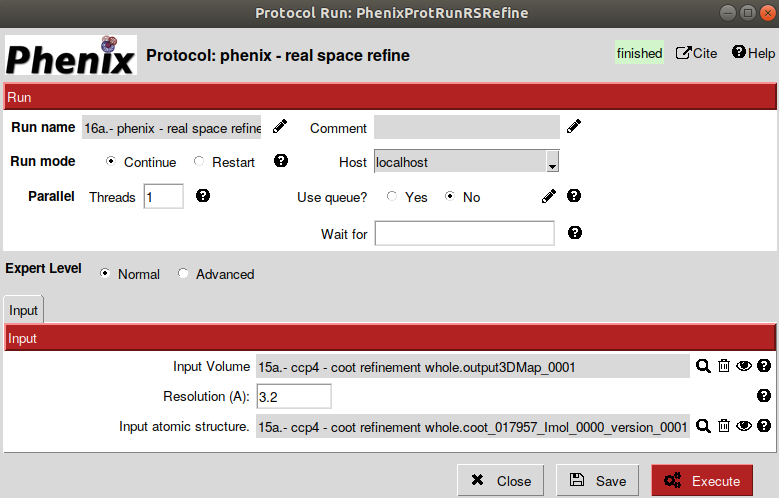 Protocol Run: PhenixProtRunRSRefine
Phenix Protocol: phenix - real space refine finished Cite Help
Run
Run name 16a.- phenix - real space refine Comment
Run mode Continue Restart Host localhost
Parallel Threads 1 Use queue? Yes No
Wait for
Expert Level Normal Advanced
Input
Input
Input Volume 15a.- ccp4 - coot refinement whole.output3DMap_0001
Resolution (A): 3.2
Input atomic structure. 15a.- ccp4 - coot refinement whole.coot_017957_Imol_0000_version_0001
Close Save Execute